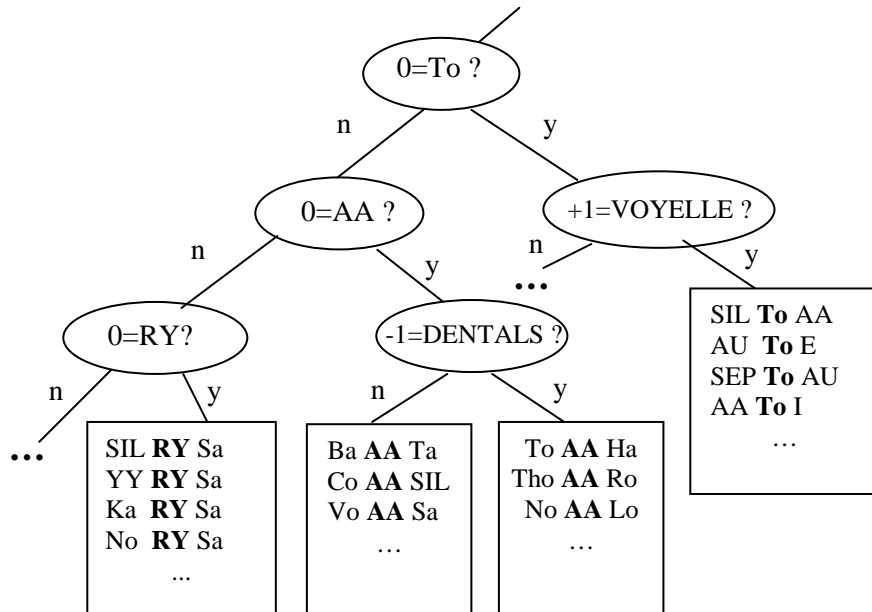 0=To ?
n
y
0=AA ?
+1=VOYELLE ?
n
y
n
y
...
0=RY?
-1=DENTALS ?
SIL To AA
AU To E
SEP To AU
AA To I
…
n
y
n
y
...
SIL RY Sa
YY RY Sa
Ka RY Sa
No RY Sa
...
Ba AA Ta
Co AA SIL
Vo AA Sa
…
To AA Ha
Tho AA Ro
No AA Lo
…